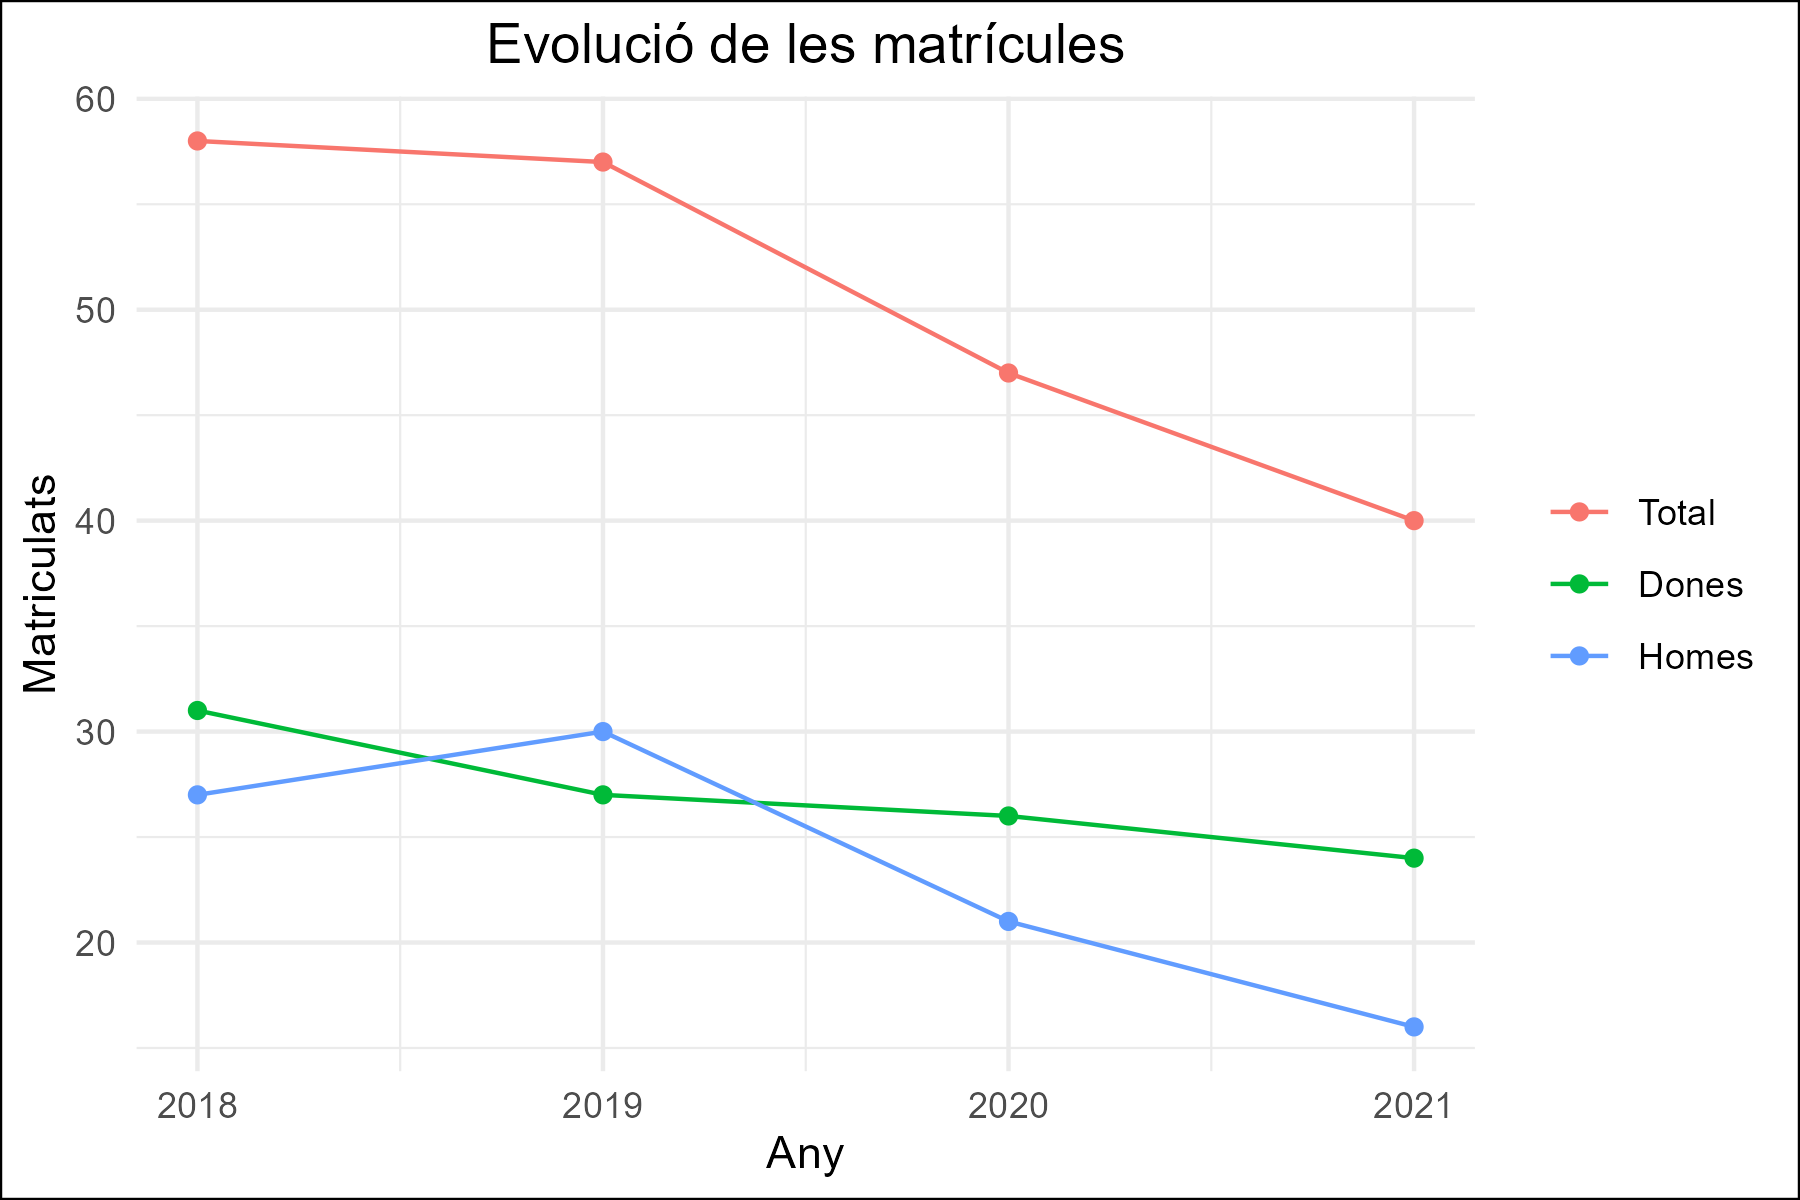 Evolució de les matrícules
60
50
40
30
20
Matriculats
2018 2019 2020 2021
Any
Total
Dones
Homes